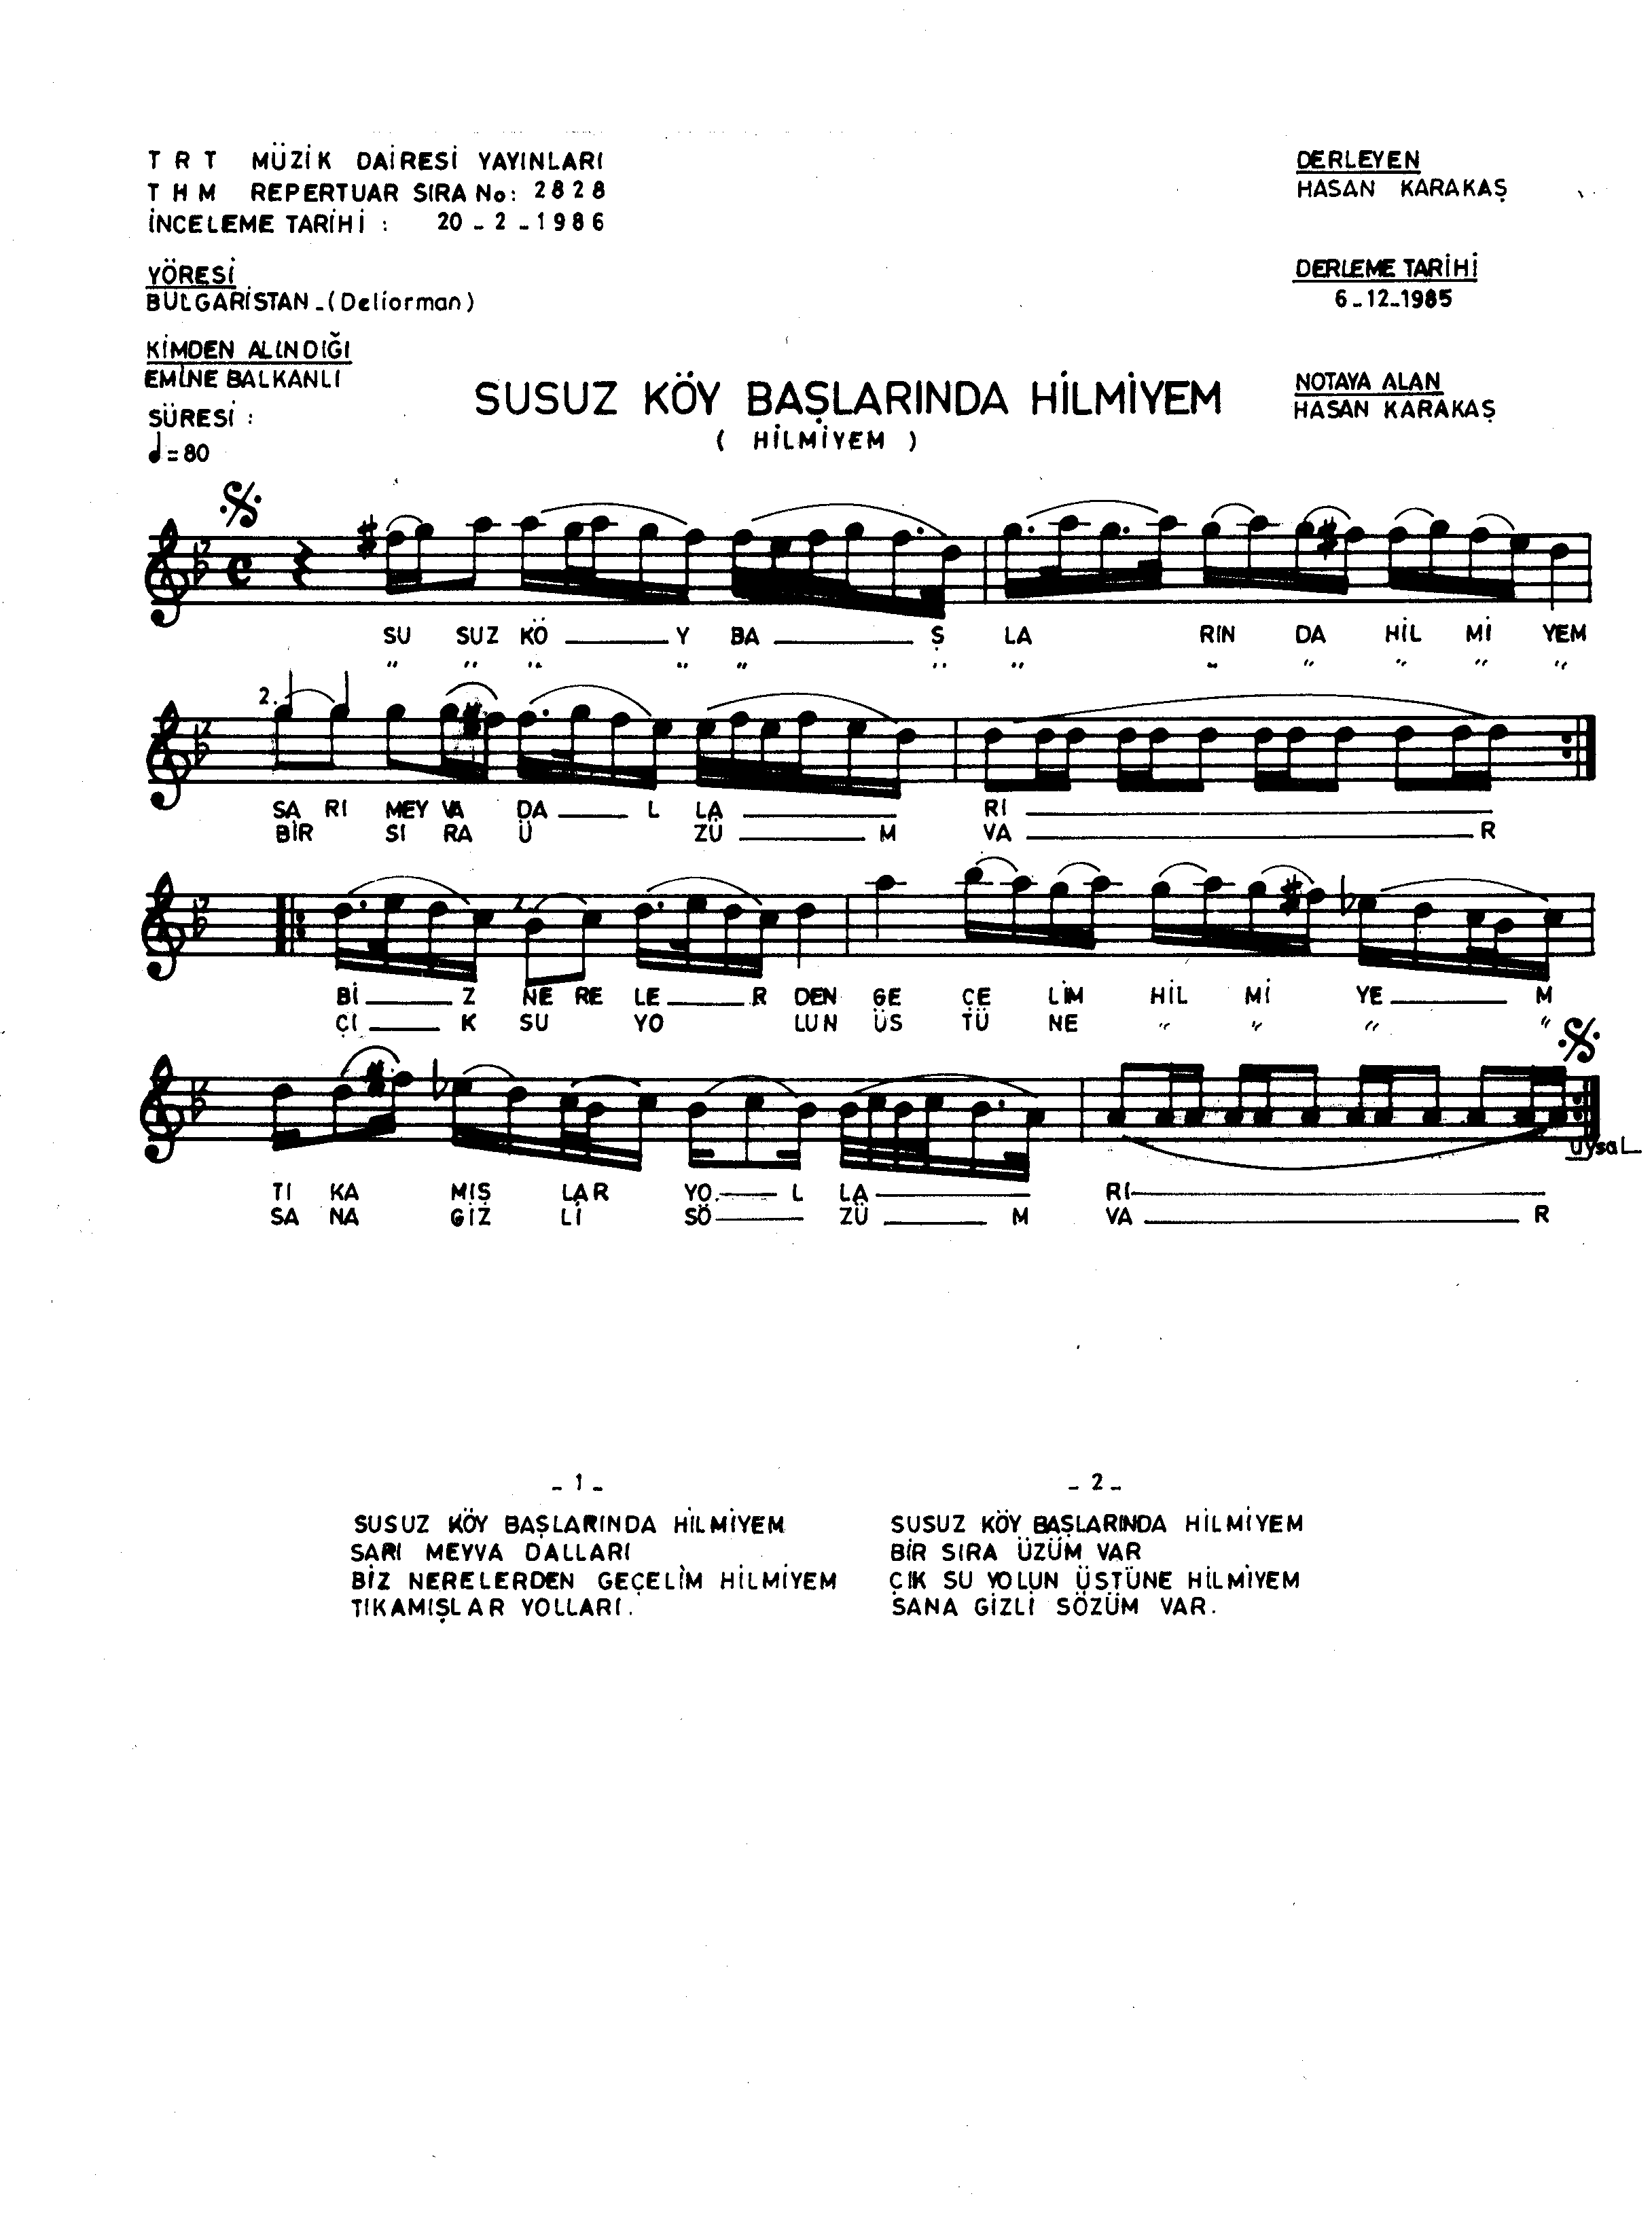 TRT MÜZİK DAİRESİ YAYINLARI
THM REPERTUAR SIRA No: 2828
İNCELEME TARİHİ : 20-2-1986
DERLEYEN
HASAN KARAKAŞ
YÖRESİ
BULGARİSTAN-(Deliorman)
DERLEME TARİHİ
6-12-1985
KİMDEN ALINDIĞI
EMİNE BALKANLI
SÜRESİ :
♩=80
SUSUZ KÖY BAŞLARINDA HİLMİYEM
( HİLMİYEM )
NOTAYA ALAN
HASAN KARAKAŞ
SU SUZ KÖ Y BA Ş LA RIN DA HİL Mİ YEM
" " " " " " " " " " " "
2.
SA RI MEY VA DA L LA RI
BİR SI RA Ü ZÜ M VA R
Bİ Z NE RE LE R DEN GE ÇE LİM HİL Mİ YE M
ÇI K SU YO LUN ÜS TÜ NE " " " "
TI KA MIŞ LAR YO L LA RI
SA NA GİZ Lİ SÖ ZÜ M VA R
uysal
- 1 -
SUSUZ KÖY BAŞLARINDA HİLMİYEM
SARI MEYVA DALLARI
BİZ NERELERDEN GEÇELİM HİLMİYEM
TIKAMIŞLAR YOLLARI.
- 2 -
SUSUZ KÖY BAŞLARINDA HİLMİYEM
BİR SIRA ÜZÜM VAR
ÇIK SU YOLUN ÜSTÜNE HİLMİYEM
SANA GİZLİ SÖZÜM VAR.